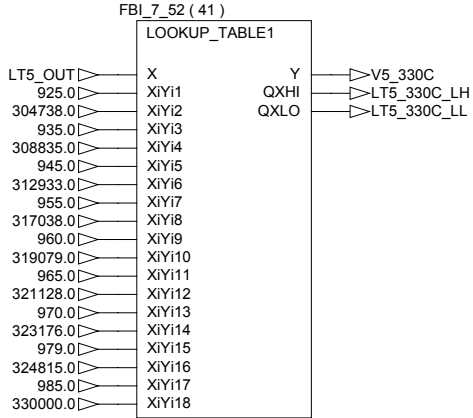 FBI_7_52 ( 41 )
LOOKUP_TABLE1
LT5_OUT X Y V5_330C
925.0 XiYi1 QXHI LT5_330C_LH
304738.0 XiYi2 QXLO LT5_330C_LL
935.0 XiYi3
308835.0 XiYi4
945.0 XiYi5
312933.0 XiYi6
955.0 XiYi7
317038.0 XiYi8
960.0 XiYi9
319079.0 XiYi10
965.0 XiYi11
321128.0 XiYi12
970.0 XiYi13
323176.0 XiYi14
979.0 XiYi15
324815.0 XiYi16
985.0 XiYi17
330000.0 XiYi18